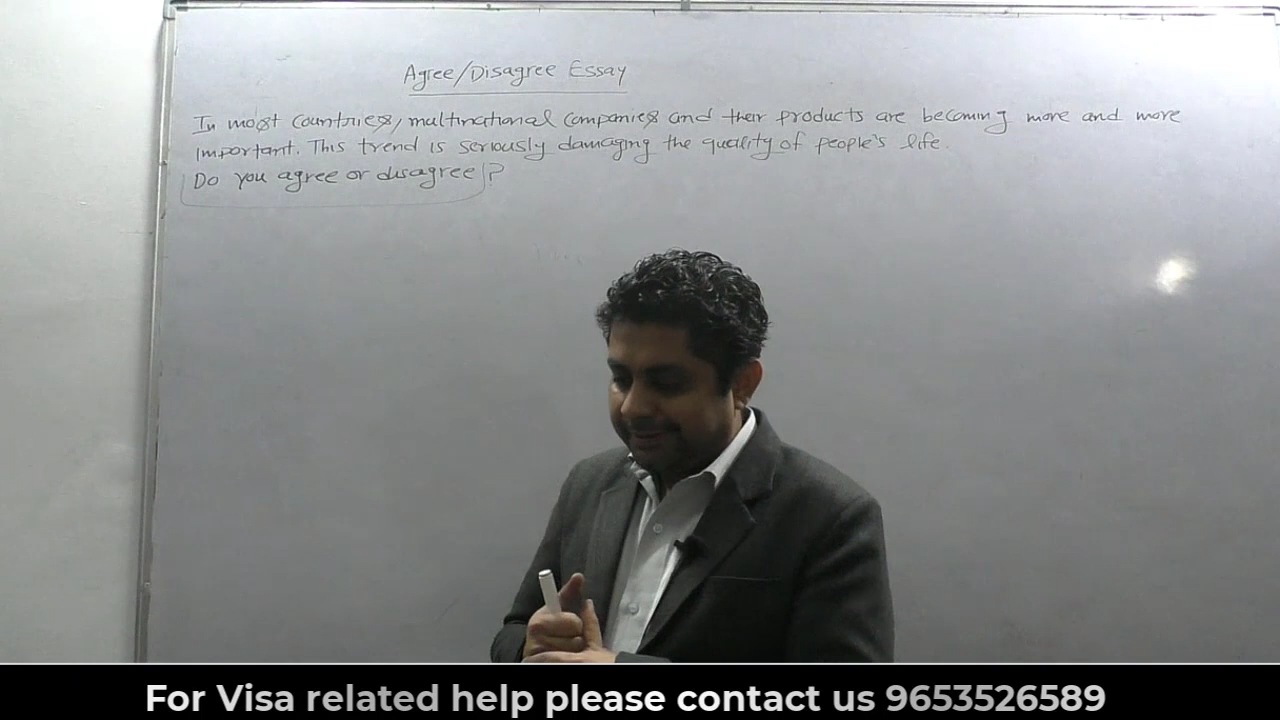 Agree/Disagree Essay
In most countries, multinational companies and their products are becoming more and more
important. This trend is seriously damaging the quality of people's life.
Do you agree or disagree?
For Visa related help please contact us 9653526589